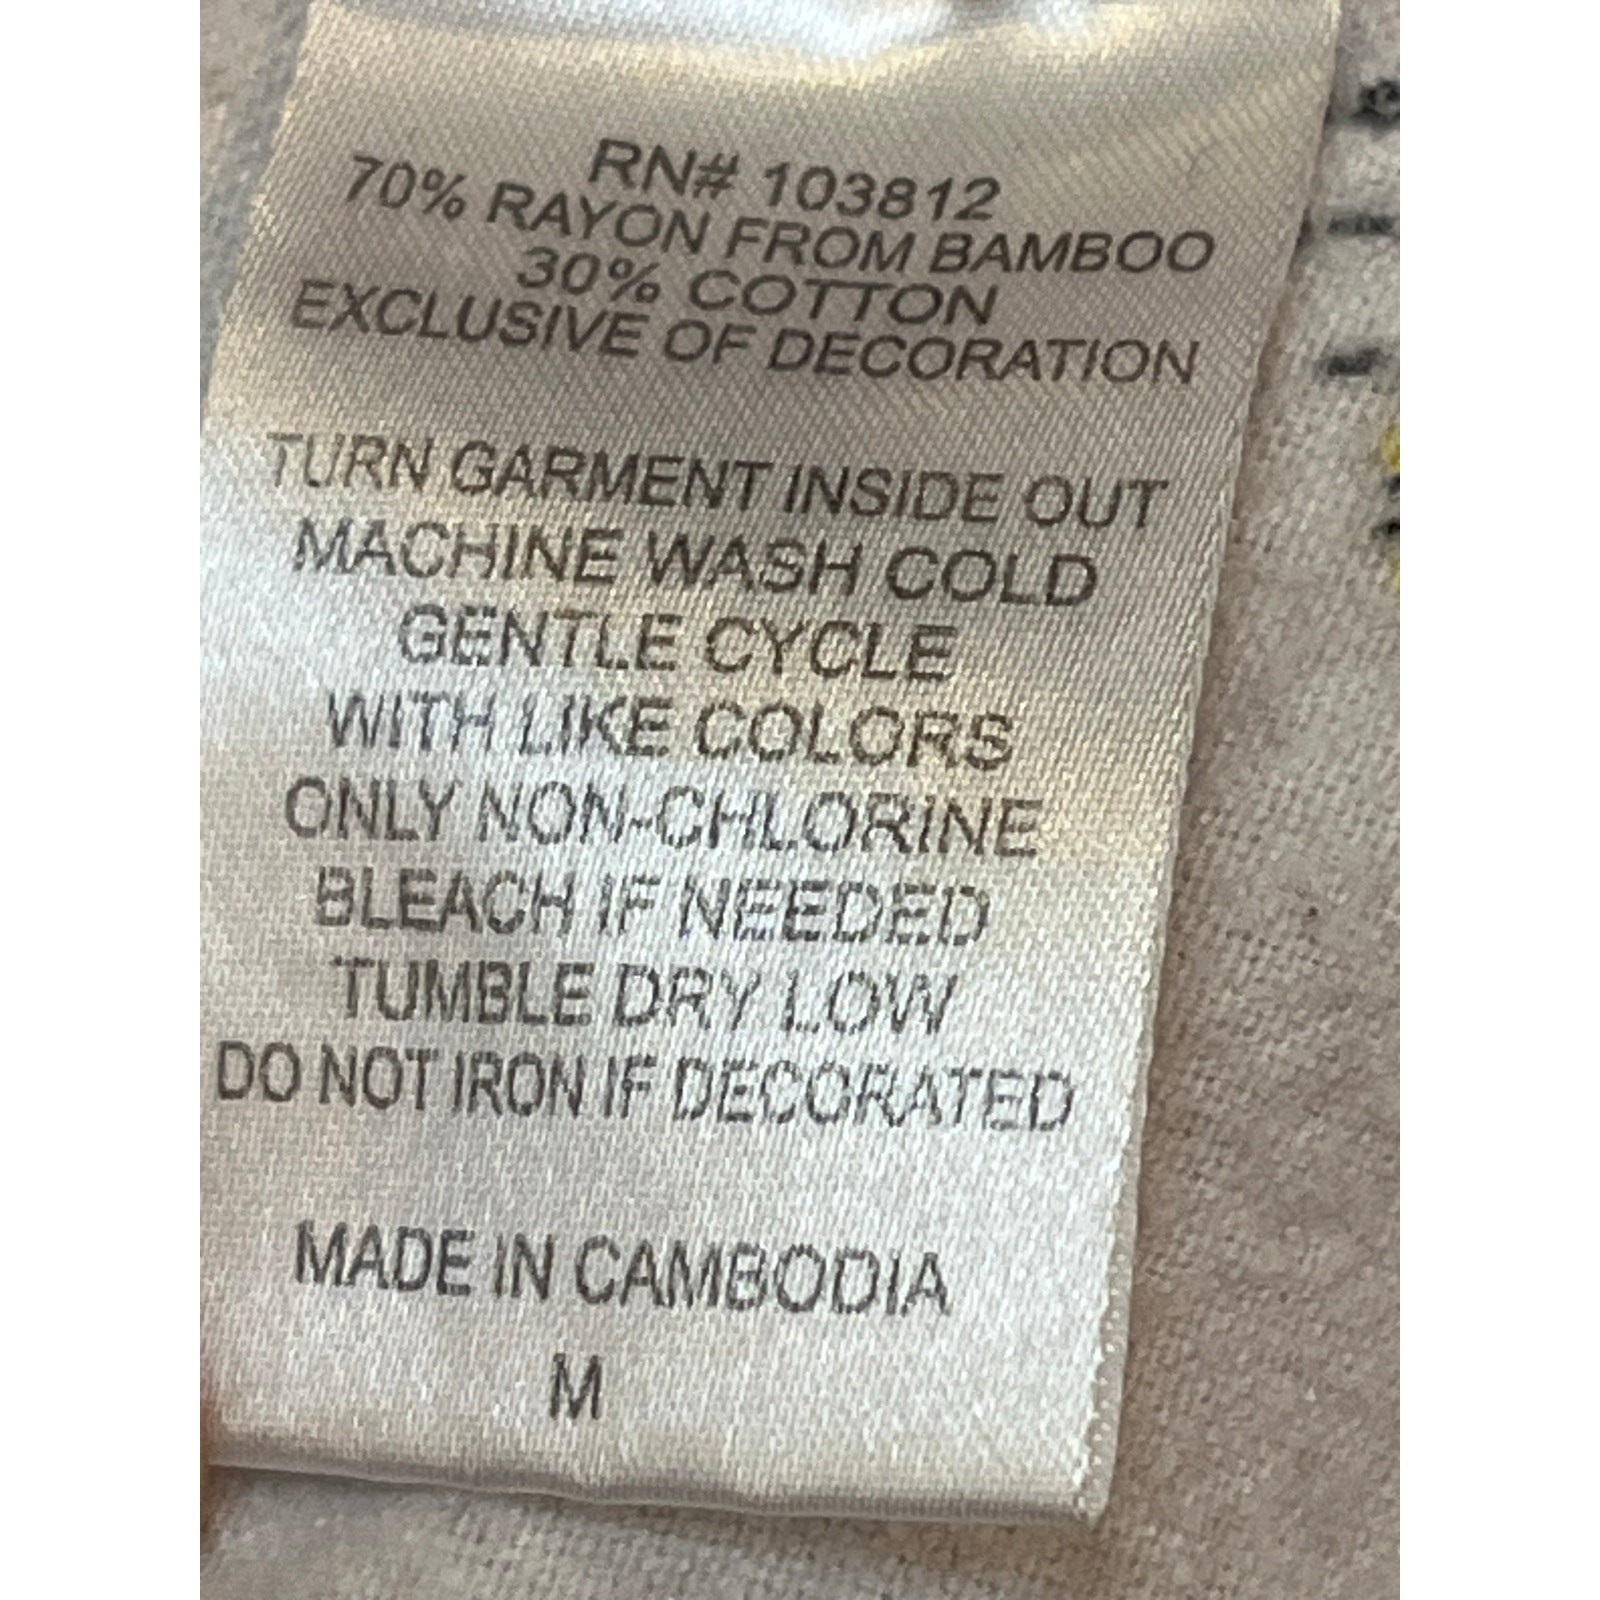 RN# 103812
70% RAYON FROM BAMBOO
30% COTTON
EXCLUSIVE OF DECORATION
TURN GARMENT INSIDE OUT
MACHINE WASH COLD
GENTLE CYCLE
WITH LIKE COLORS
ONLY NON-CHLORINE
BLEACH IF NEEDED
TUMBLE DRY LOW
DO NOT IRON IF DECORATED
MADE IN CAMBODIA
M